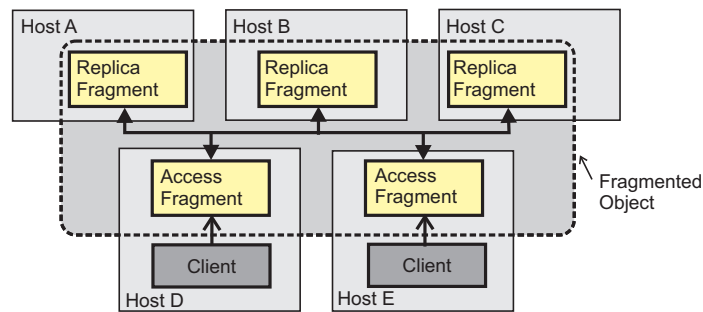 Host A
Host B
Host C
Replica
Fragment
Replica
Fragment
Replica
Fragment
Access
Fragment
Access
Fragment
Fragmented
Object
Client
Client
Host D
Host E